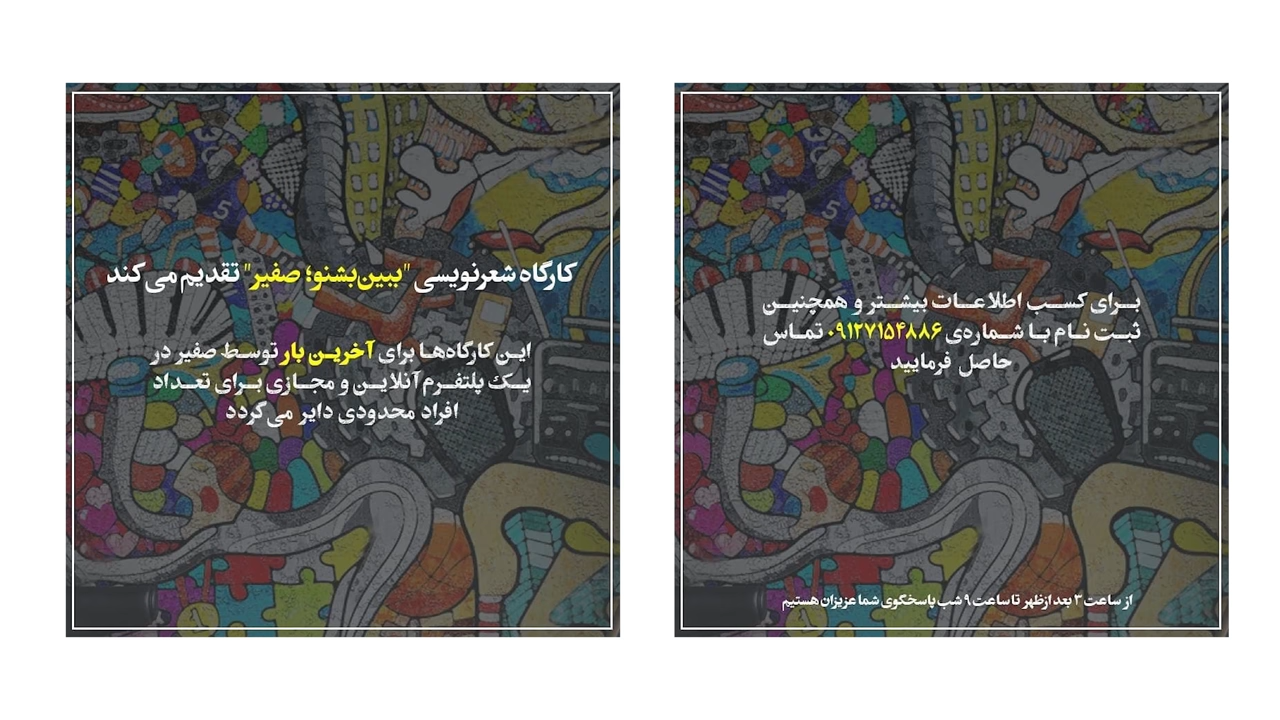 کارگاه شعرنویسی "ببین‌بشنو؛ صفیر" تقدیم می‌کند
این کارگاه‌ها برای آخرین بار توسط صفیر در
یک پلتفرم آنلاین و مجازی برای تعداد
افراد محدودی دایر می‌گردد
برای کسب اطلاعات بیشتر و همچنین
ثبت نام با شماره‌ی ۰۹۱۲۷۱۵۴۸۸۶ تماس
حاصل فرمایید
از ساعت ۳ بعد ازظهر تا ساعت ۹ شب پاسخگوی شما عزیزان هستیم